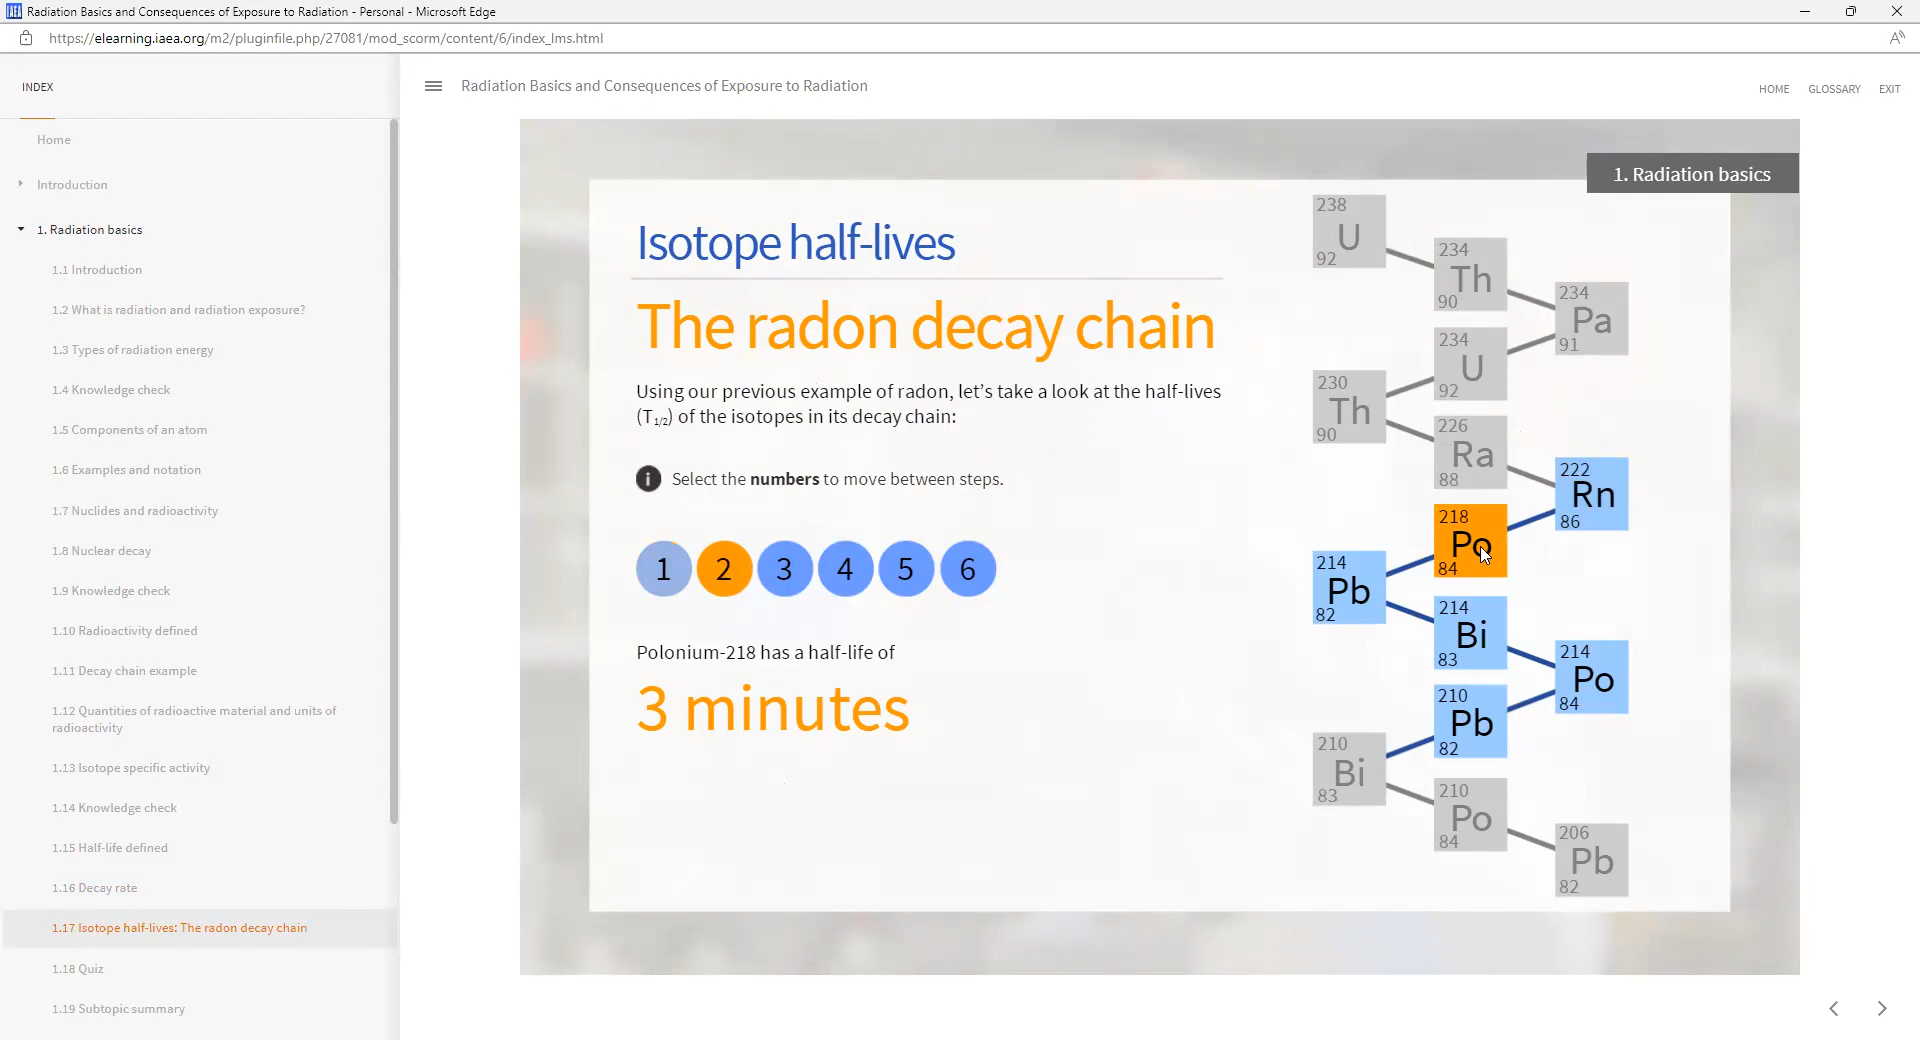 Radiation Basics and Consequences of Exposure to Radiation - Personal - Microsoft Edge
https://elearning.iaea.org/m2/pluginfile.php/27081/mod_scorm/content/6/index_lms.html
INDEX
Home
Introduction
1. Radiation basics
1.1 Introduction
1.2 What is radiation and radiation exposure?
1.3 Types of radiation energy
1.4 Knowledge check
1.5 Components of an atom
1.6 Examples and notation
1.7 Nuclides and radioactivity
1.8 Nuclear decay
1.9 Knowledge check
1.10 Radioactivity defined
1.11 Decay chain example
1.12 Quantities of radioactive material and units of
radioactivity
1.13 Isotope specific activity
1.14 Knowledge check
1.15 Half-life defined
1.16 Decay rate
1.17 Isotope half-lives: The radon decay chain
1.18 Quiz
1.19 Subtopic summary
Radiation Basics and Consequences of Exposure to Radiation
HOME GLOSSARY EXIT
1. Radiation basics
Isotope half-lives
The radon decay chain
Using our previous example of radon, let's take a look at the half-lives
(T1/2) of the isotopes in its decay chain:
i Select the numbers to move between steps.
1 2 3 4 5 6
Polonium-218 has a half-life of
3 minutes
238
U
92
234
Th
90
234
Pa
91
234
U
92
230
Th
90
226
Ra
88
222
Rn
86
218
Po
84
214
Pb
82
214
Bi
83
214
Po
84
210
Pb
82
210
Bi
83
210
Po
84
206
Pb
82